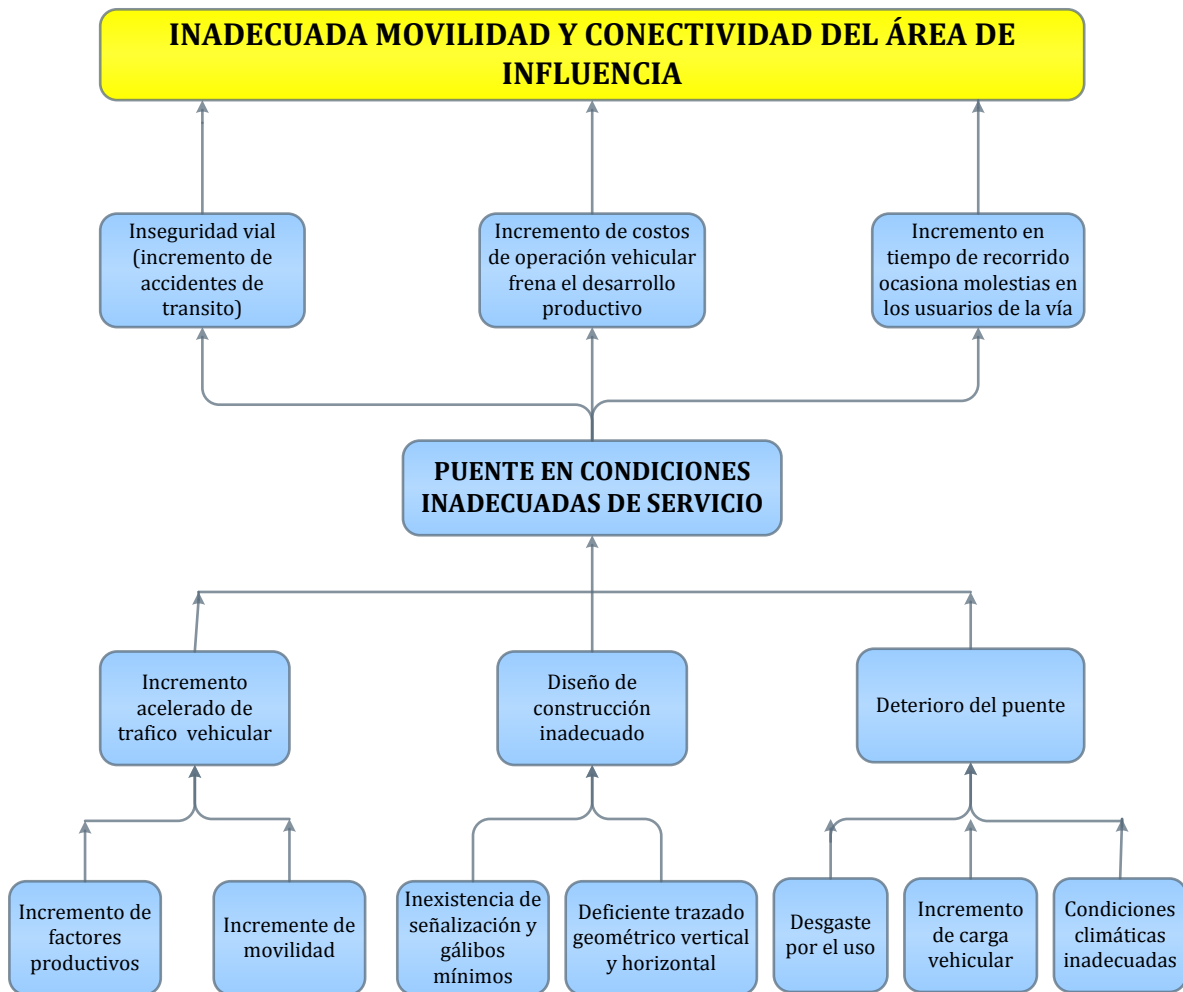 INADECUADA MOVILIDAD Y CONECTIVIDAD DEL ÁREA DE
INFLUENCIA
Inseguridad vial
(incremento de
accidentes de
transito)
Incremento de costos
de operación vehicular
frena el desarrollo
productivo
Incremento en
tiempo de recorrido
ocasiona molestias en
los usuarios de la vía
PUENTE EN CONDICIONES
INADECUADAS DE SERVICIO
Incremento
acelerado de
trafico vehicular
Diseño de
construcción
inadecuado
Deterioro del puente
Incremento de
factores
productivos
Incremente de
movilidad
Inexistencia de
señalización y
gálibos
mínimos
Deficiente trazado
geométrico vertical
y horizontal
Desgaste
por el uso
Incremento
de carga
vehicular
Condiciones
climáticas
inadecuadas